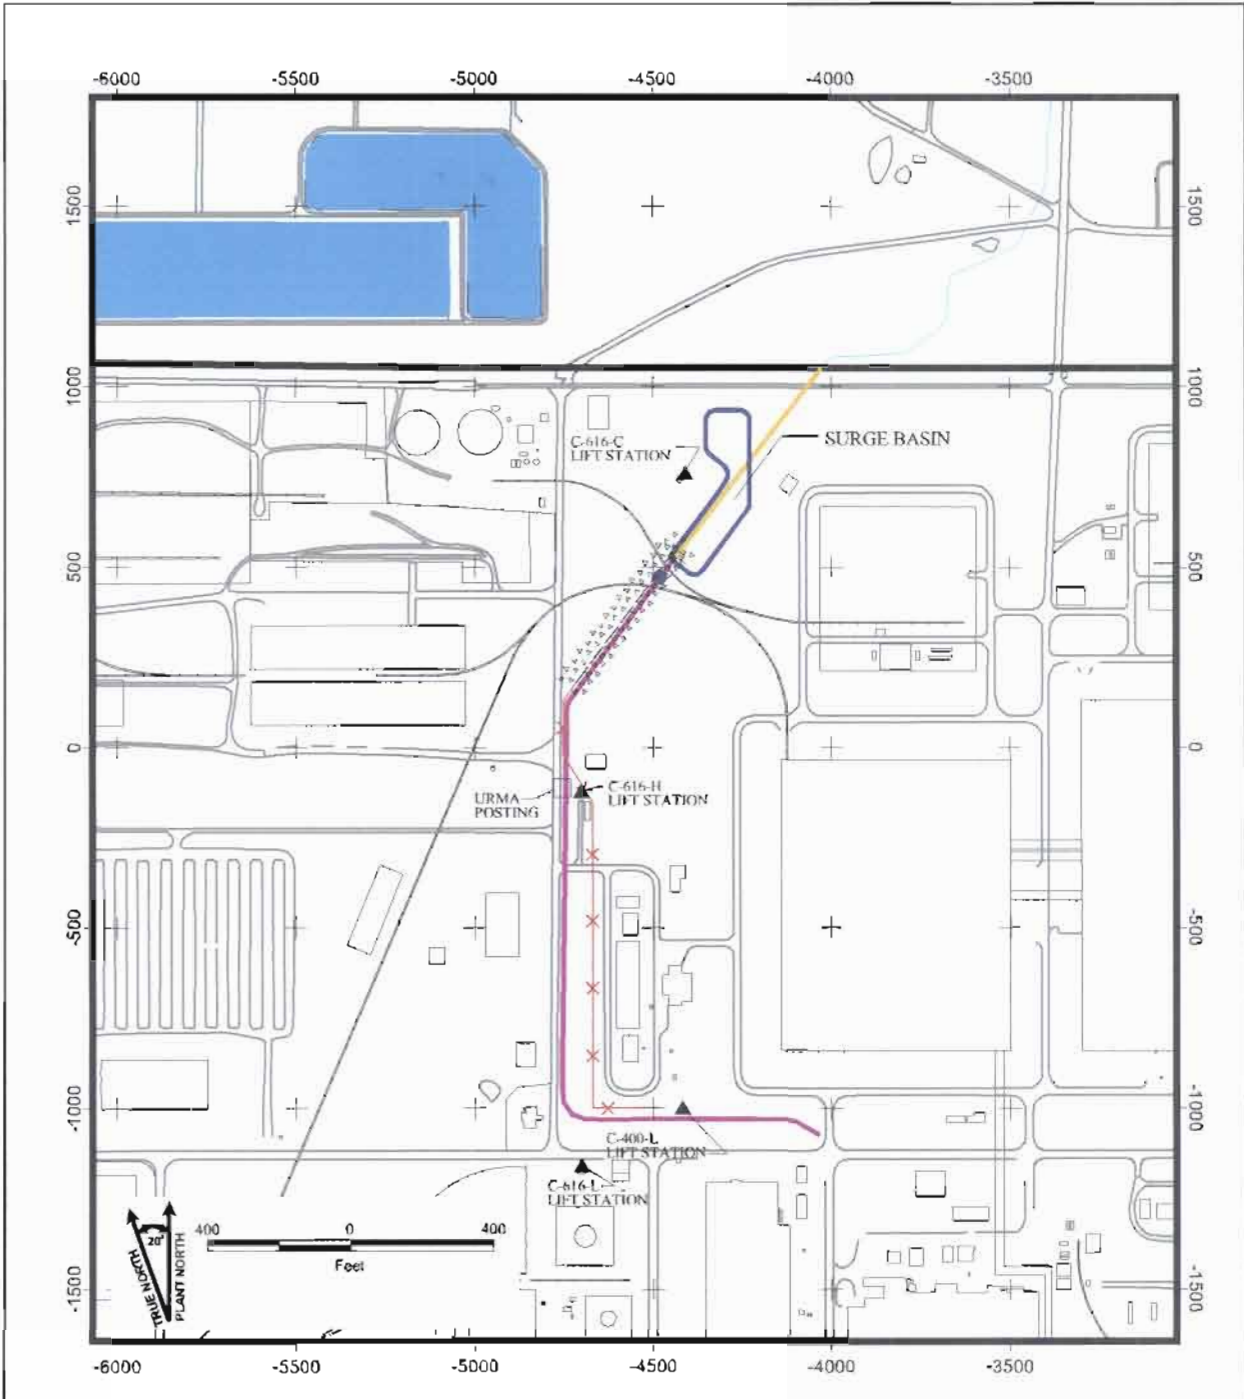 -6000 -5500 -5000 -4500 -4000 -3500
1500 1500
1000 1000
SURGE BASIN
C-616-C
LIFT STATION
500 500
0 0
C-616-H
LIFT STATION
URMA
POSTING
-500 -500
-1000 -1000
C-400-L
LIFT STATION
C-616-L
LIFT STATION
400 0 400
Feet
20°
TRUE NORTH
PLANT NORTH
-1500 -1500
-6000 -5500 -5000 -4500 -4000 -3500